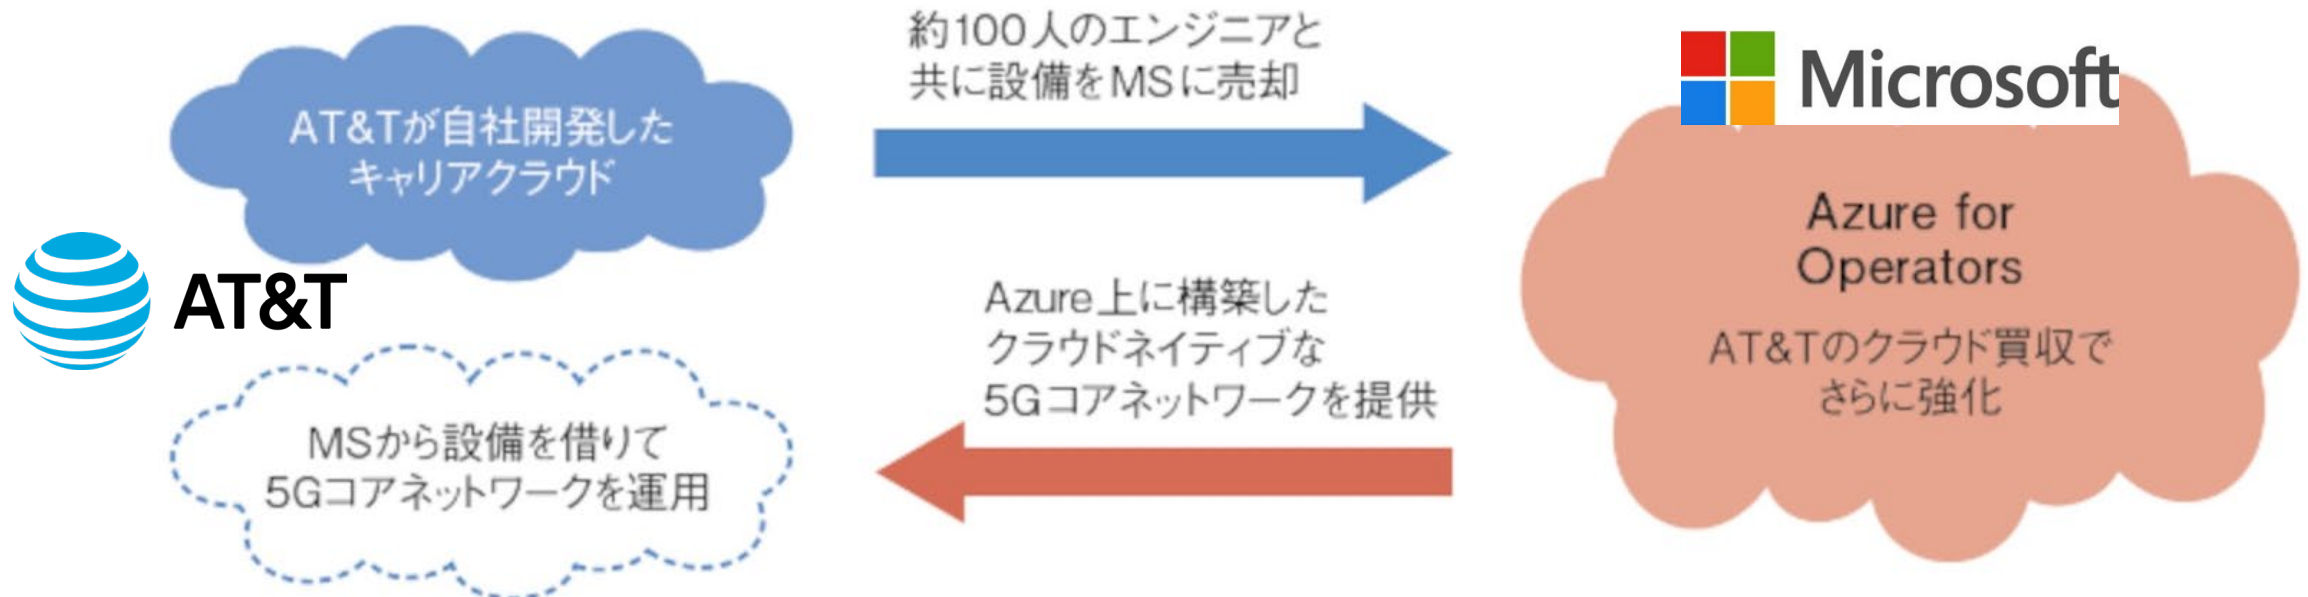 AT&Tが自社開発した
キャリアクラウド
AT&T
MSから設備を借りて
5Gコアネットワークを運用
約100人のエンジニアと
共に設備をMSに売却
Azure上に構築した
クラウドネイティブな
5Gコアネットワークを提供
Microsoft
Azure for
Operators
AT&Tのクラウド買収で
さらに強化